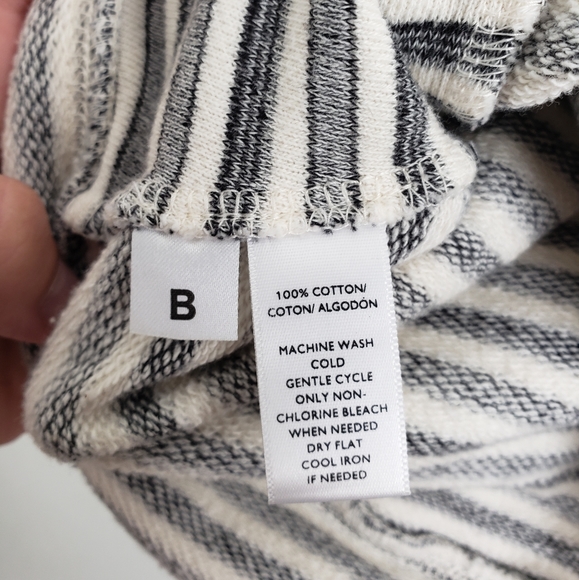 B
100% COTTON/
COTON/ ALGODÓN
MACHINE WASH
COLD
GENTLE CYCLE
ONLY NON-
CHLORINE BLEACH
WHEN NEEDED
DRY FLAT
COOL IRON
IF NEEDED